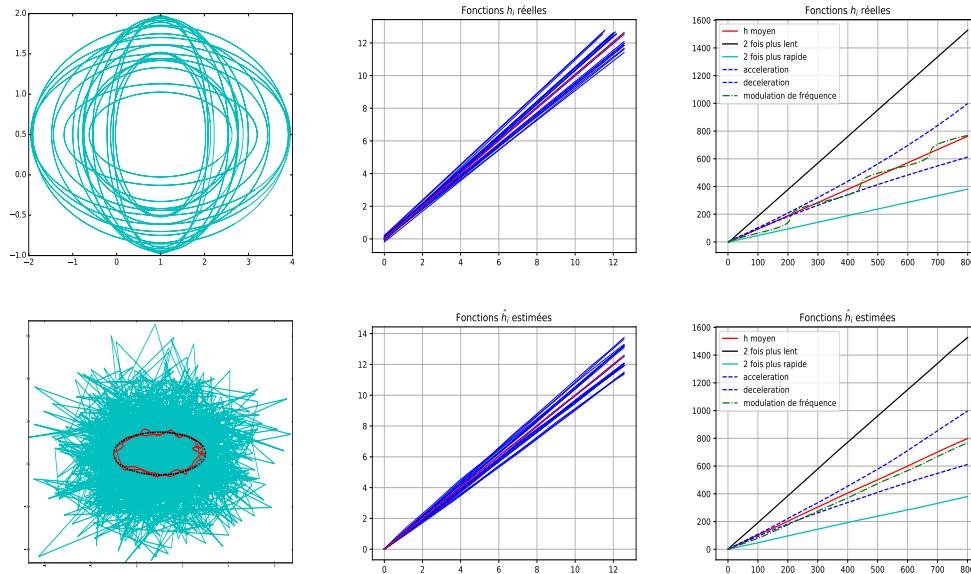 2.0
1.5
1.0
0.5
0.0
−0.5
−1.0
−2 −1 0 1 2 3 4
Fonctions h_i réelles
12
10
8
6
4
2
0
0 2 4 6 8 10 12
Fonctions h_i réelles
1600
1400
1200
1000
800
600
400
200
0
h moyen
2 fois plus lent
2 fois plus rapide
acceleration
deceleration
modulation de fréquence
0 100 200 300 400 500 600 700 800
Fonctions ĥ_i estimées
14
12
10
8
6
4
2
0
0 2 4 6 8 10 12
Fonctions ĥ_i estimées
1600
1400
1200
1000
800
600
400
200
0
h moyen
2 fois plus lent
2 fois plus rapide
acceleration
deceleration
modulation de fréquence
0 100 200 300 400 500 600 700 800